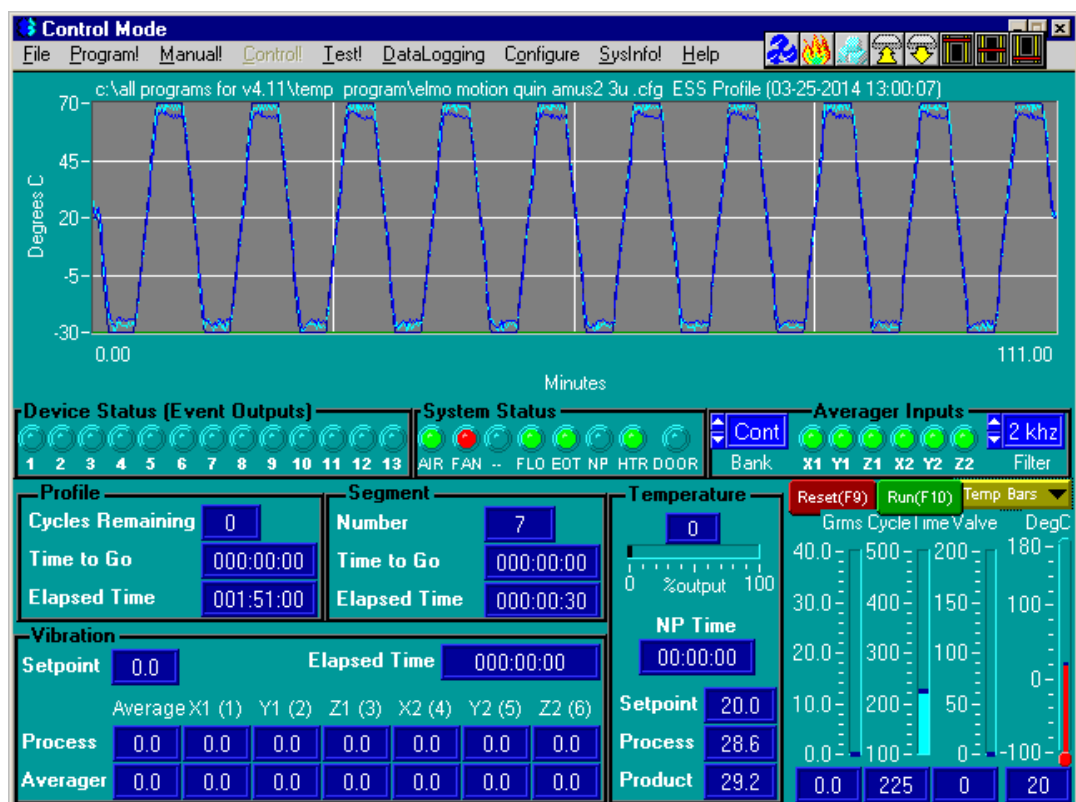 Control Mode
File Program! Manual! Control! Test! DataLogging Configure SysInfo! Help
c:\all programs for v4.11\temp program\elmo motion quin amus2 3u .cfg ESS Profile (03-25-2014 13:00:07)
70-
45-
20-
-5-
-30-
Degrees C
0.00 111.00
Minutes
Device Status (Event Outputs) System Status Averager Inputs
Cont 2 khz
1 2 3 4 5 6 7 8 9 10 11 12 13 AIR FAN -- FLO EOT NP HTR DOOR Bank X1 Y1 Z1 X2 Y2 Z2 Filter
Profile
Cycles Remaining 0
Time to Go 000:00:00
Elapsed Time 001:51:00
Segment
Number 7
Time to Go 000:00:00
Elapsed Time 000:00:30
Temperature
0
0 %output 100
NP Time
00:00:00
Setpoint 20.0
Process 28.6
Product 29.2
Vibration
Setpoint 0.0 Elapsed Time 000:00:00
Average X1 (1) Y1 (2) Z1 (3) X2 (4) Y2 (5) Z2 (6)
Process 0.0 0.0 0.0 0.0 0.0 0.0 0.0
Averager 0.0 0.0 0.0 0.0 0.0 0.0 0.0
Reset(F9) Run(F10) Temp Bars
Grms CycleTime Valve DegC
40.0- 500- 200- 180-
30.0- 400- 150- 100-
20.0- 300- 100- 0-
10.0- 200- 50- -100-
0.0- 100- 0-
0.0 225 0 20